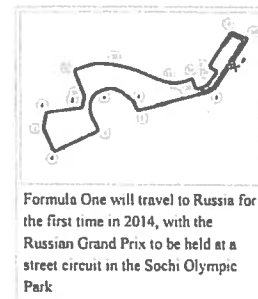 Formula One will travel to Russia for
the first time in 2014, with the
Russian Grand Prix to be held at a
street circuit in the Sochi Olympic
Park